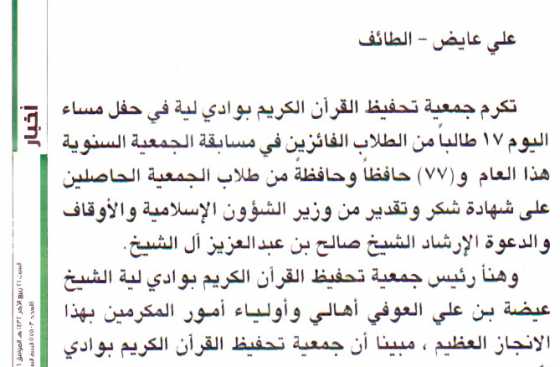 علي عايض – الطائف
تكرم جمعية تحفيظ القرآن الكريم بوادي لية في حفل مساء
اليوم ١٧ طالباً من الطلاب الفائزين في مسابقة الجمعية السنوية
هذا العام و(٧٧) حافظاً وحافظةً من طلاب الجمعية الحاصلين
على شهادة شكر وتقدير من وزير الشؤون الإسلامية والأوقاف
والدعوة الإرشاد الشيخ صالح بن عبدالعزيز آل الشيخ.
وهنأ رئيس جمعية تحفيظ القرآن الكريم بوادي لية الشيخ
عيضة بن علي العوفي أهالي وأولياء أمور المكرمين بهذا
الانجاز العظيم ، مبينا أن جمعية تحفيظ القرآن الكريم بوادي
أخبار